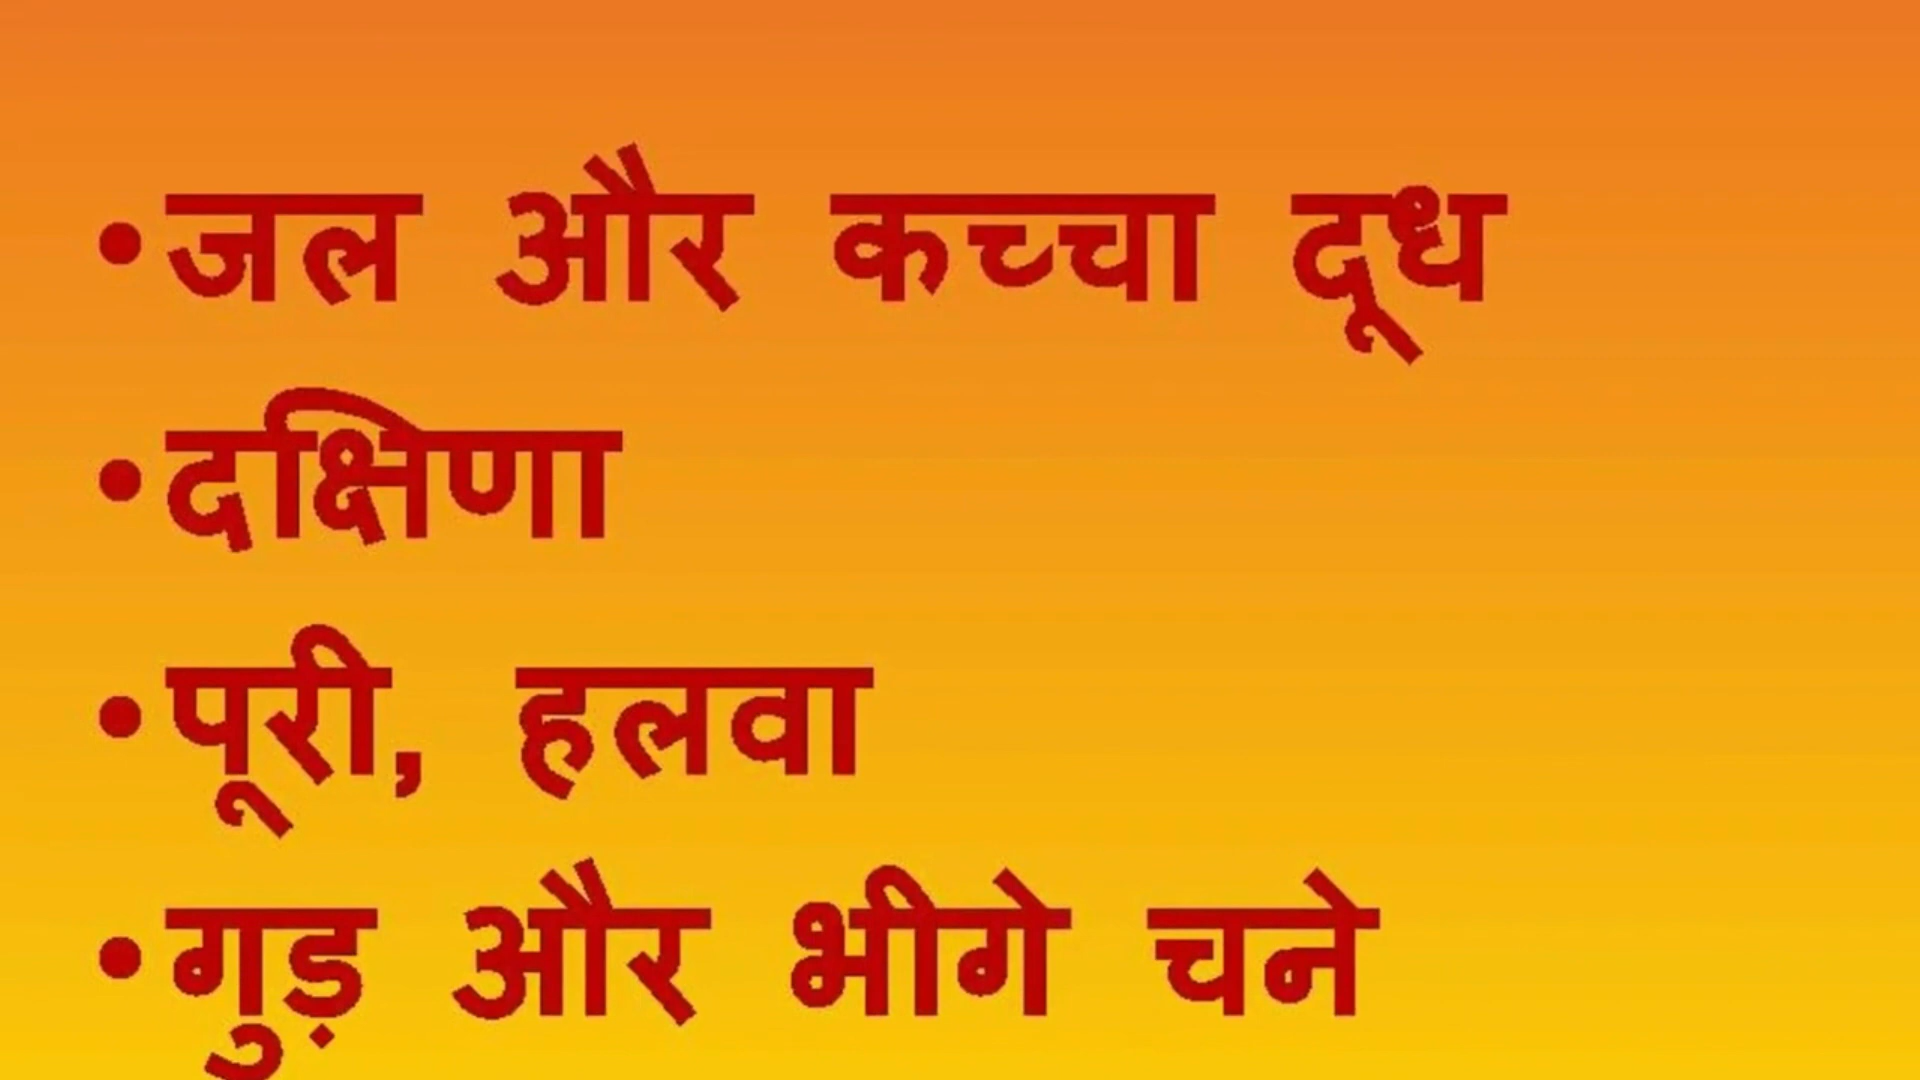 •जल और कच्चा दूध
•दक्षिणा
•पूरी, हलवा
•गुड़ और भीगे चने